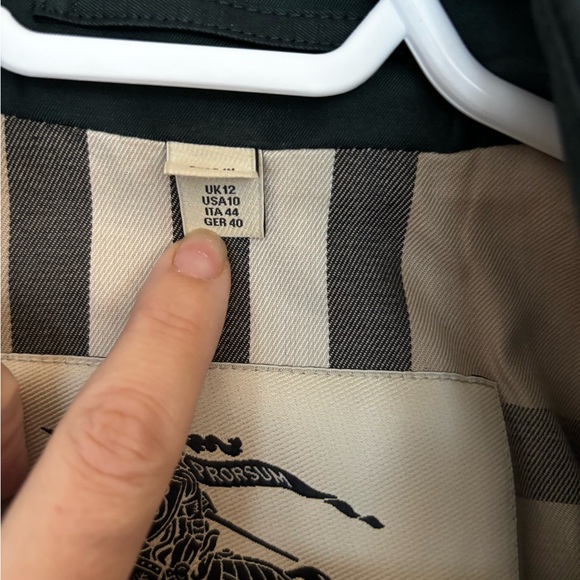 UK12
USA10
ITA 44
GER 40
PRORSUM